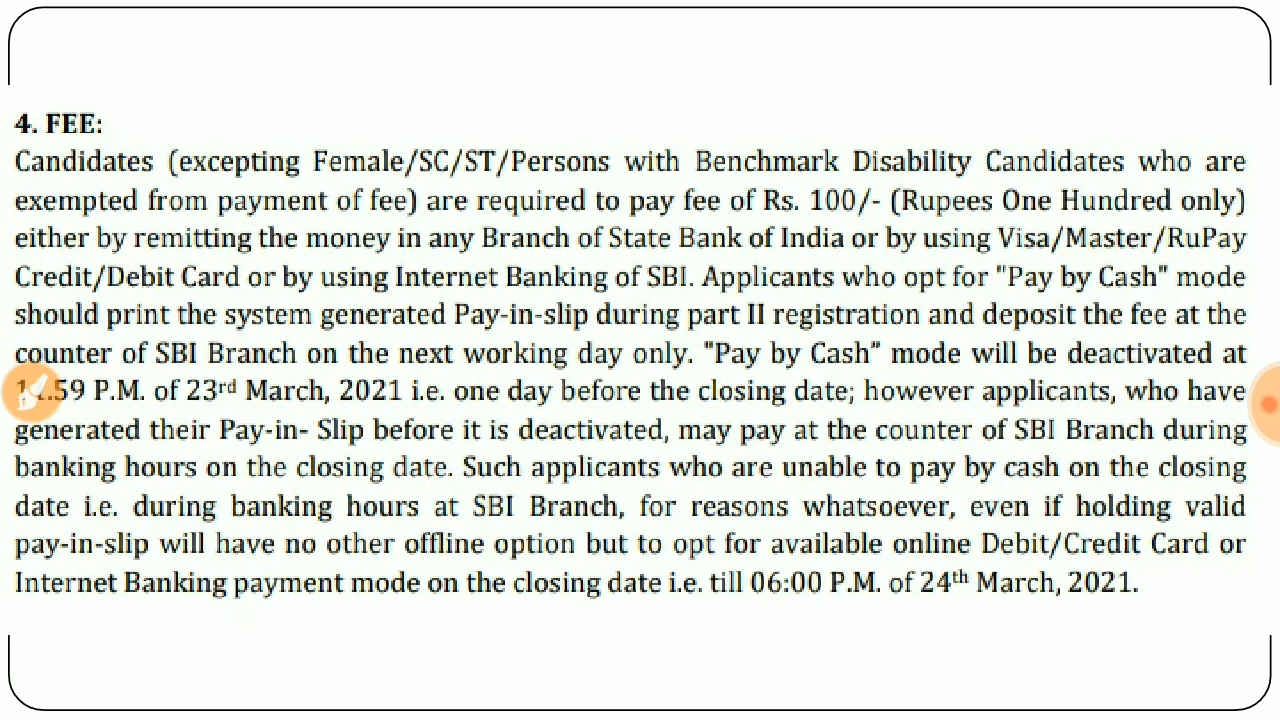 4. FEE:
Candidates (excepting Female/SC/ST/Persons with Benchmark Disability Candidates who are
exempted from payment of fee) are required to pay fee of Rs. 100/- (Rupees One Hundred only)
either by remitting the money in any Branch of State Bank of India or by using Visa/Master/RuPay
Credit/Debit Card or by using Internet Banking of SBI. Applicants who opt for "Pay by Cash" mode
should print the system generated Pay-in-slip during part II registration and deposit the fee at the
counter of SBI Branch on the next working day only. "Pay by Cash" mode will be deactivated at
P.M. of 23rd March, 2021 i.e. one day before the closing date; however applicants, who have
generated their Pay-in- Slip before it is deactivated, may pay at the counter of SBI Branch during
banking hours on the closing date. Such applicants who are unable to pay by cash on the closing
date i.e. during banking hours at SBI Branch, for reasons whatsoever, even if holding valid
pay-in-slip will have no other offline option but to opt for available online Debit/Credit Card or
Internet Banking payment mode on the closing date i.e. till 06:00 P.M. of 24th March, 2021.